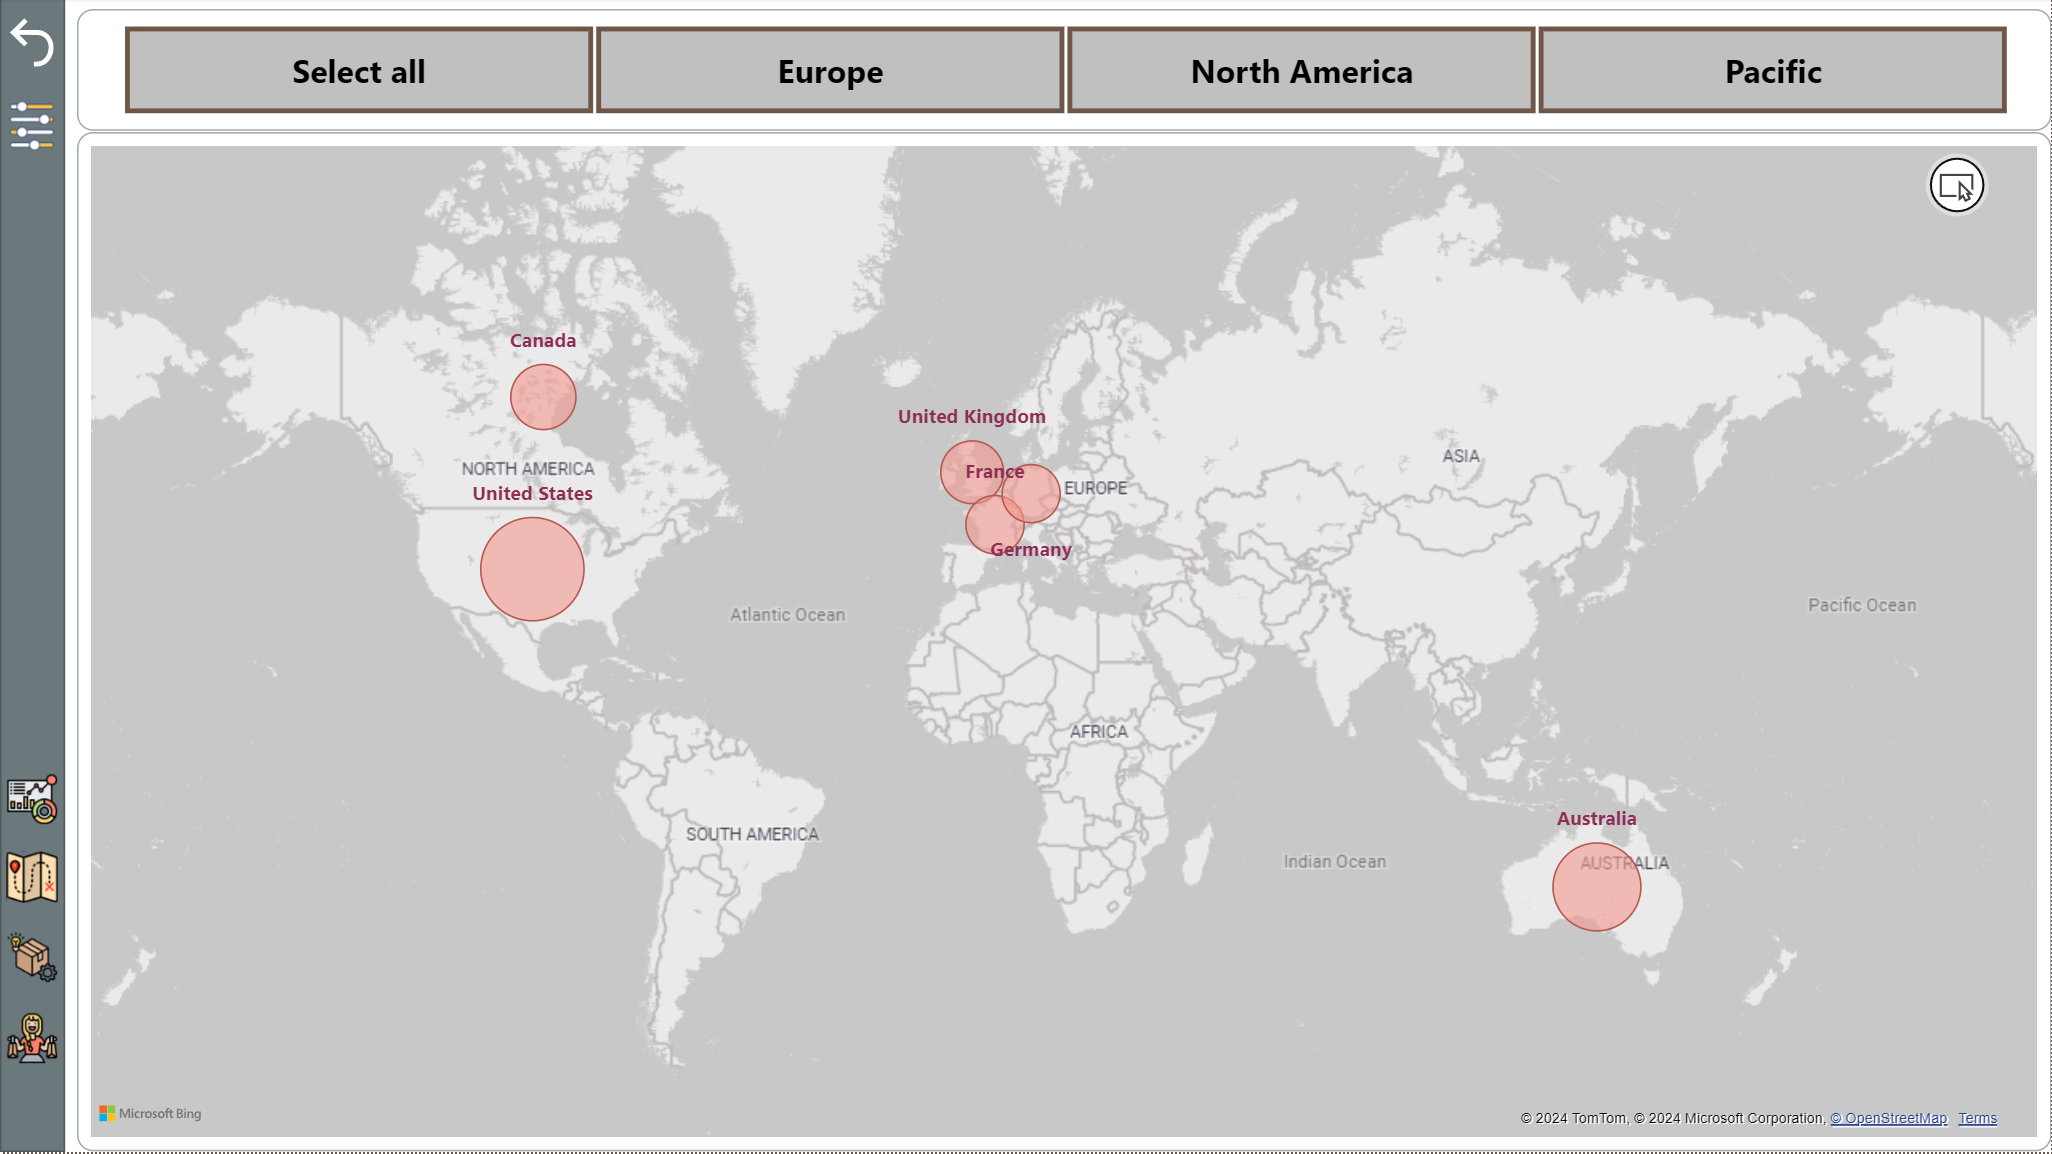 Select all
Europe
North America
Pacific
Canada
United Kingdom
ASIA
NORTH AMERICA
France
EUROPE
United States
Germany
Atlantic Ocean
Pacific Ocean
AFRICA
SOUTH AMERICA
Australia
Indian Ocean
AUSTRALIA
Microsoft Bing
© 2024 TomTom, © 2024 Microsoft Corporation, © OpenStreetMap Terms